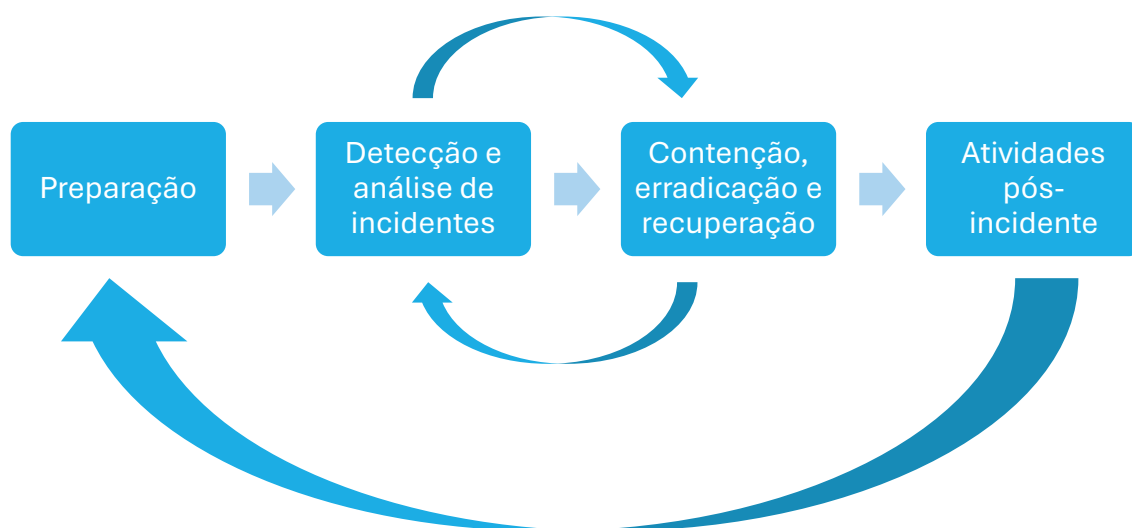 Preparação
Detecção e
análise de
incidentes
Contenção,
erradicação e
recuperação
Atividades
pós-
incidente